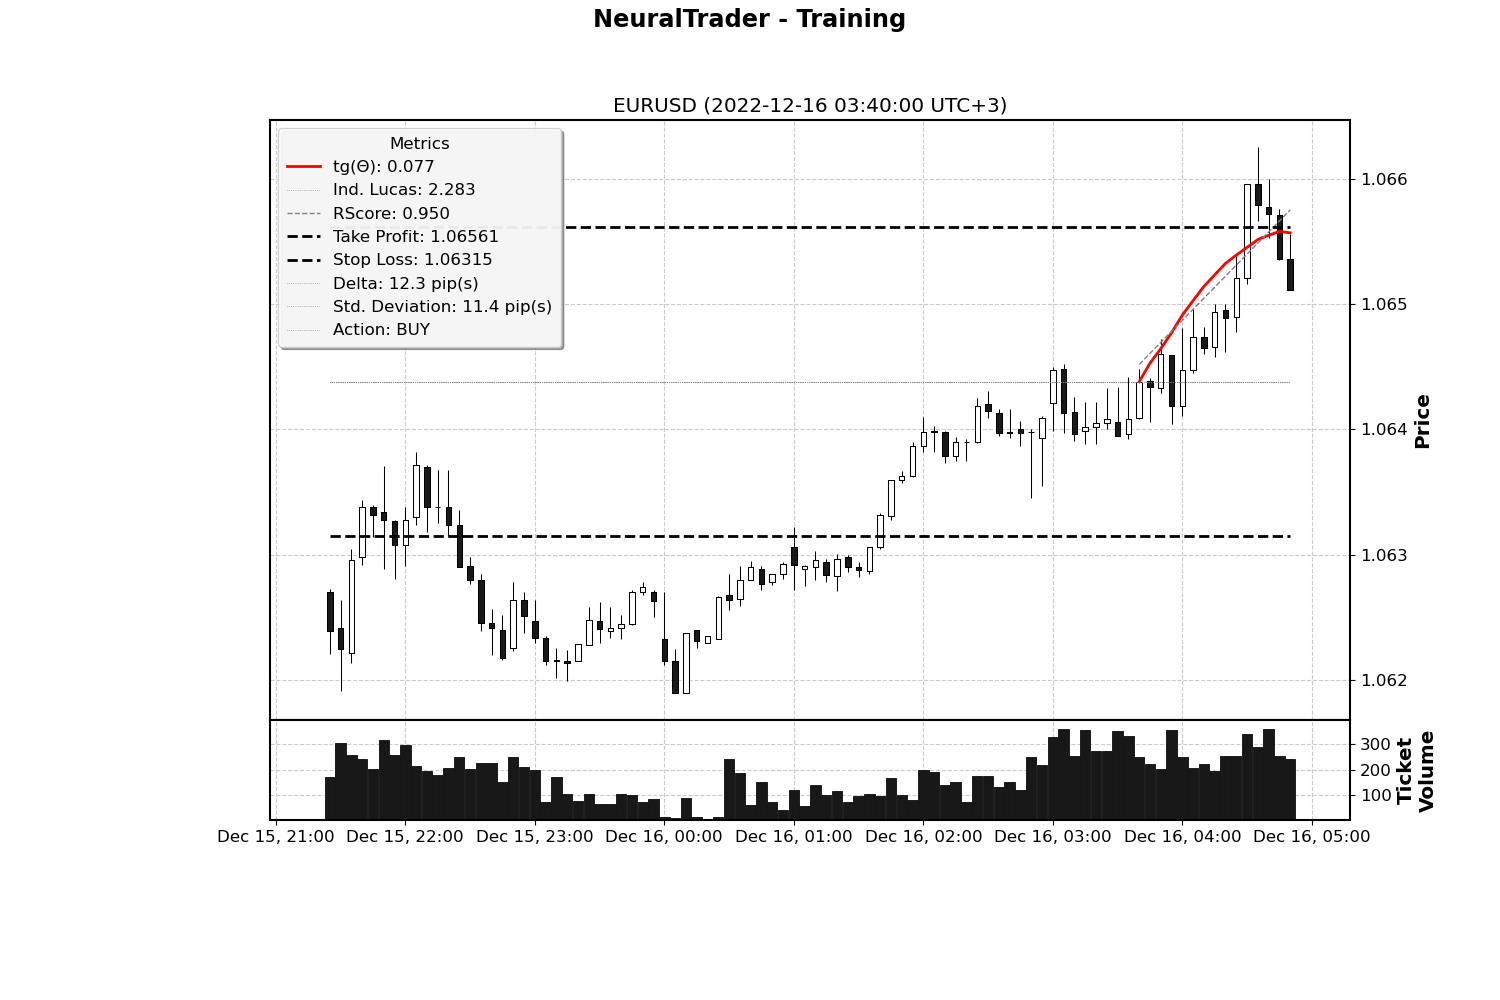 NeuralTrader - Training
EURUSD (2022-12-16 03:40:00 UTC+3)
Metrics
tg(Θ): 0.077
Ind. Lucas: 2.283
RScore: 0.950
Take Profit: 1.06561
Stop Loss: 1.06315
Delta: 12.3 pip(s)
Std. Deviation: 11.4 pip(s)
Action: BUY
1.066
1.065
1.064
1.063
1.062
Price
300
200
100
Ticket
Volume
Dec 15, 21:00
Dec 15, 22:00
Dec 15, 23:00
Dec 16, 00:00
Dec 16, 01:00
Dec 16, 02:00
Dec 16, 03:00
Dec 16, 04:00
Dec 16, 05:00